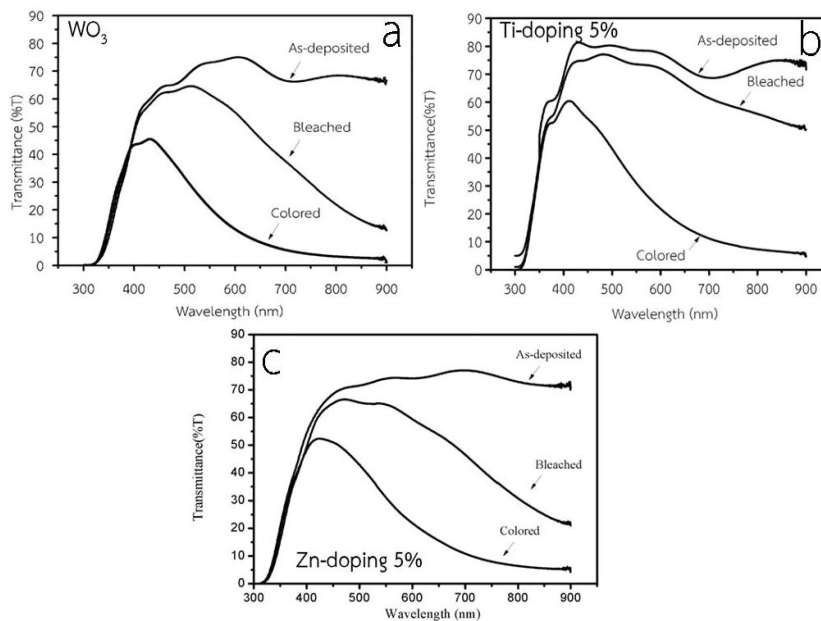 WO3
a
As-deposited
Bleached
Colored
Transmittance (%T)
90
80
70
60
50
40
30
20
10
0
300 400 500 600 700 800 900
Wavelength (nm)
Ti-doping 5%
b
As-deposited
Bleached
Colored
Transmittance(%T)
90
80
70
60
50
40
30
20
10
0
300 400 500 600 700 800 900
Wavelength (nm)
C
As-deposited
Bleached
Colored
Zn-doping 5%
Transmittance(%T)
90
80
70
60
50
40
30
20
10
0
300 400 500 600 700 800 900
Wavelength (nm)